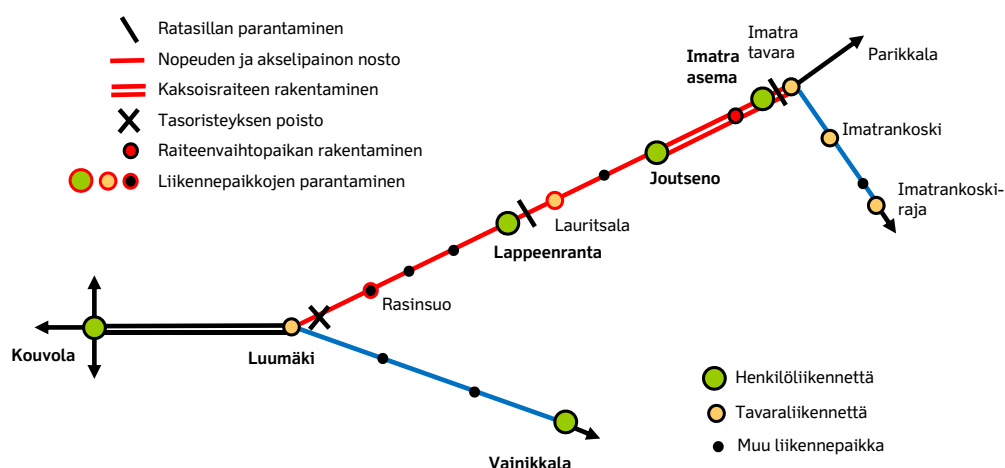 Ratasillan parantaminen
Nopeuden ja akselipainon nosto
Kaksoisraiteen rakentaminen
Tasoristeyksen poisto
Raiteenvaihtopaikan rakentaminen
Liikennepaikkojen parantaminen
Imatra
tavara
Imatra
asema
Parikkala
Imatrankoski
Imatrankoski-
raja
Joutseno
Lauritsala
Lappeenranta
Rasinsuo
Kouvola
Luumäki
Vainikkala
Henkilöliikennettä
Tavaraliikennettä
Muu liikennepaikka